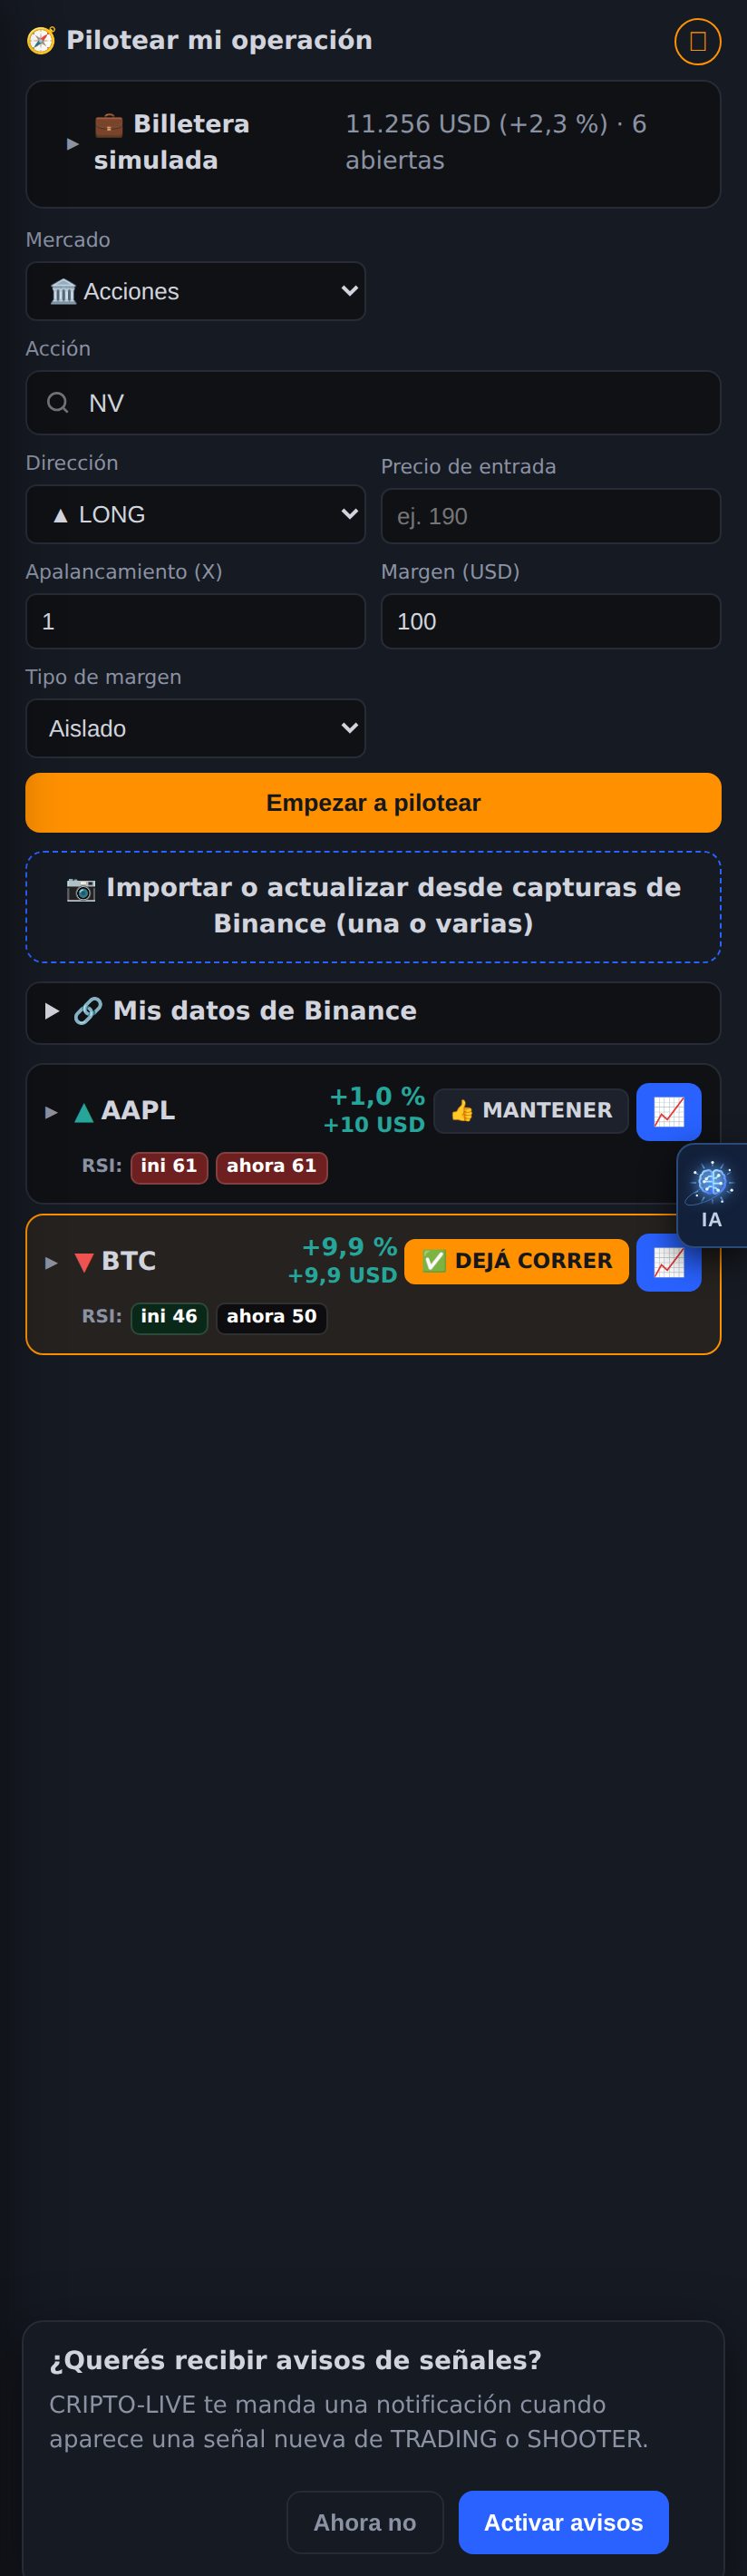 Pilotear mi operación
Billetera simulada
11.256 USD (+2,3 %) · 6 abiertas
Mercado
Acciones
Acción
NV
Dirección
Precio de entrada
▲ LONG
ej. 190
Apalancamiento (X)
Margen (USD)
1
100
Tipo de margen
Aislado
Empezar a pilotear
Importar o actualizar desde capturas de
Binance (una o varias)
Mis datos de Binance
▲ AAPL
+1,0 %
+10 USD
MANTENER
RSI: ini 61 ahora 61
IA
▼ BTC
+9,9 %
+9,9 USD
DEJÁ CORRER
RSI: ini 46 ahora 50
¿Querés recibir avisos de señales?
CRIPTO-LIVE te manda una notificación cuando
aparece una señal nueva de TRADING o SHOOTER.
Ahora no
Activar avisos